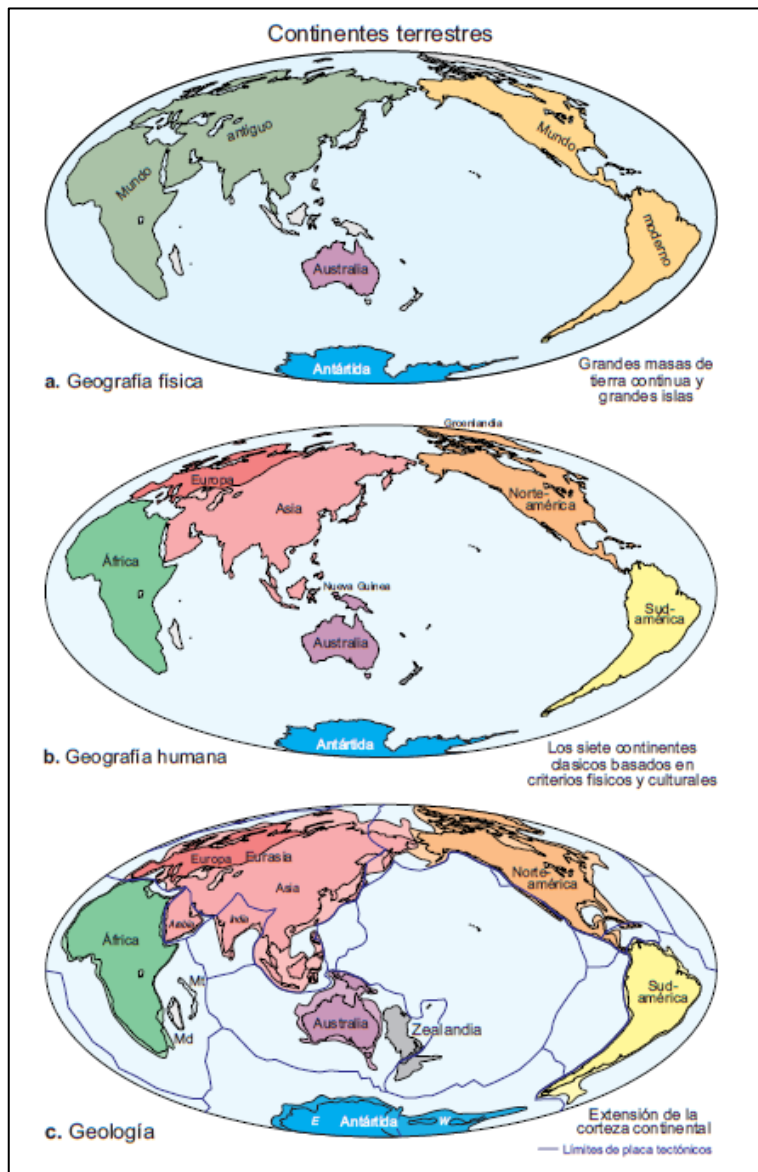 Continentes terrestres
Mundo
antiguo
Mundo
moderno
Australia
Antártida
a. Geografía física
Grandes masas de
tierra continua y
grandes islas
Groenlandia
Europa
Asia
Norte-
américa
África
Nueva Guinea
Sud-
américa
Australia
Antártida
b. Geografía humana
Los siete continentes
clasicos basados en
criterios físicos y culturales
Europa
Eurasia
Asia
Norte-
américa
África
Arabia
India
Sud-
américa
Mt
Md
Australia
Zealandia
E
Antártida
W
c. Geología
Extensión de la
corteza continental
Límites de placa tectónicos